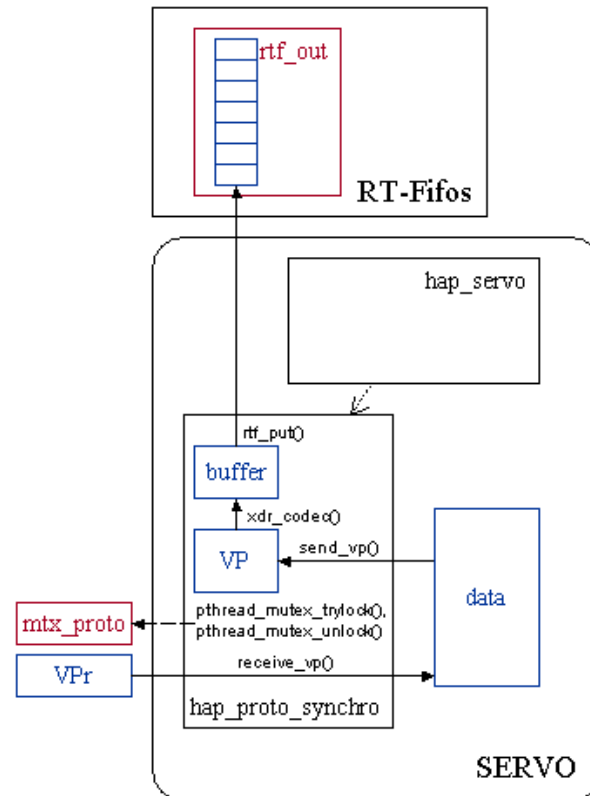 rtf_out
RT-Fifos
hap_servo
rtf_put()
buffer
xdr_codec()
VP
send_vp()
data
pthread_mutex_trylock(),
pthread_mutex_unlock()
mtx_proto
VPr
receive_vp()
hap_proto_synchro
SERVO